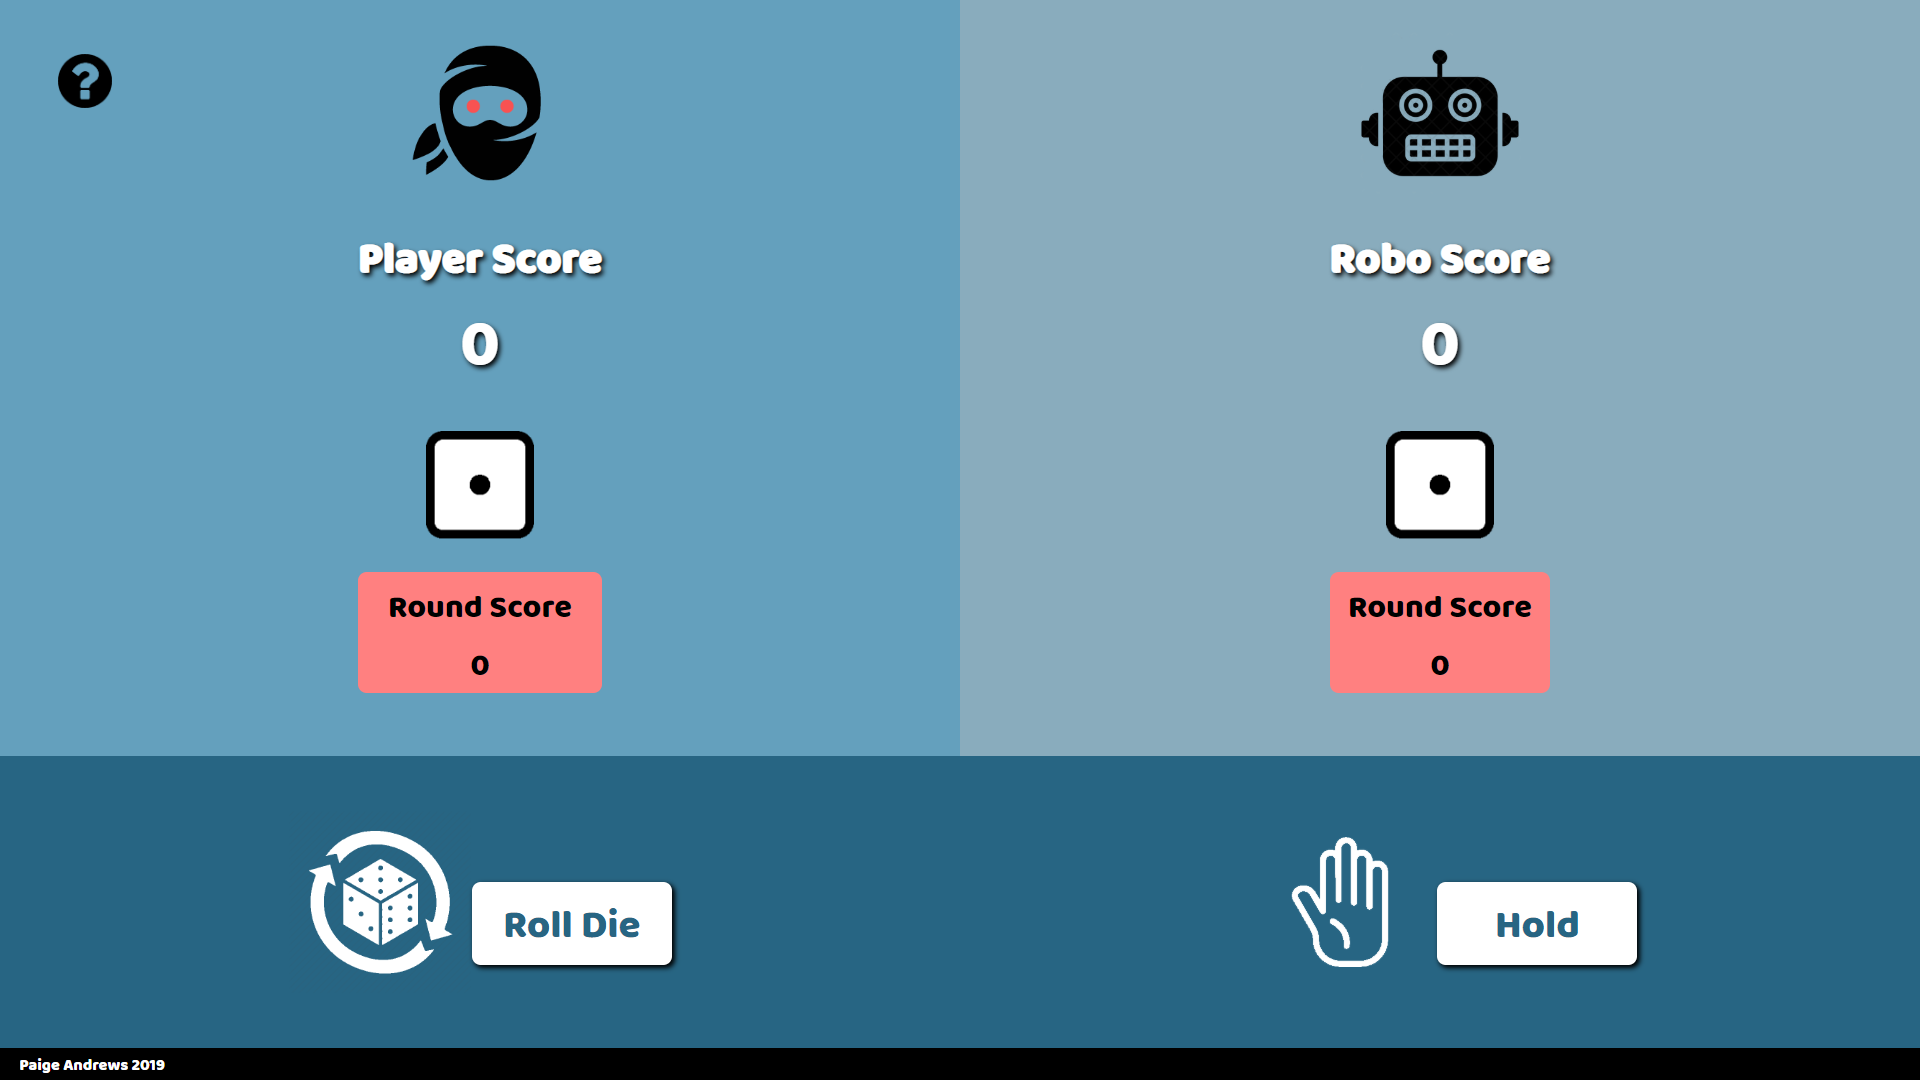 ?
Player Score
0
Round Score
0
Robo Score
0
Round Score
0
Roll Die
Hold
Paige Andrews 2019